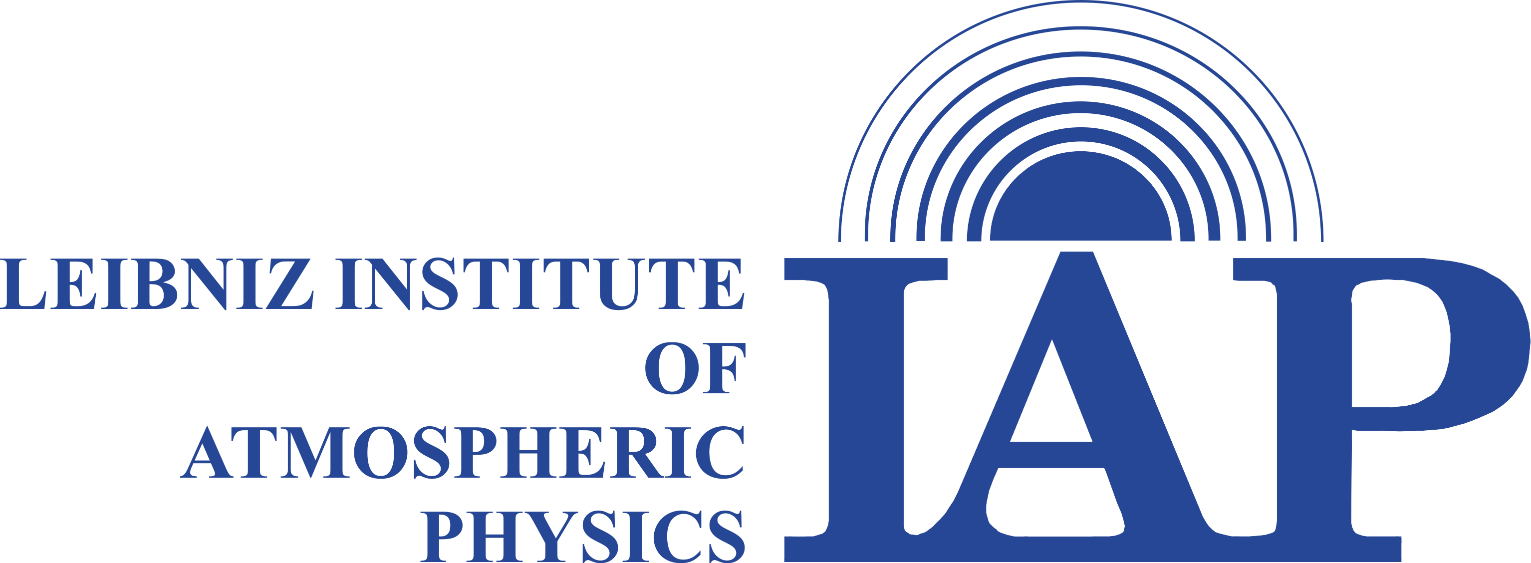 LEIBNIZ INSTITUTE
OF
ATMOSPHERIC
PHYSICS
IAP